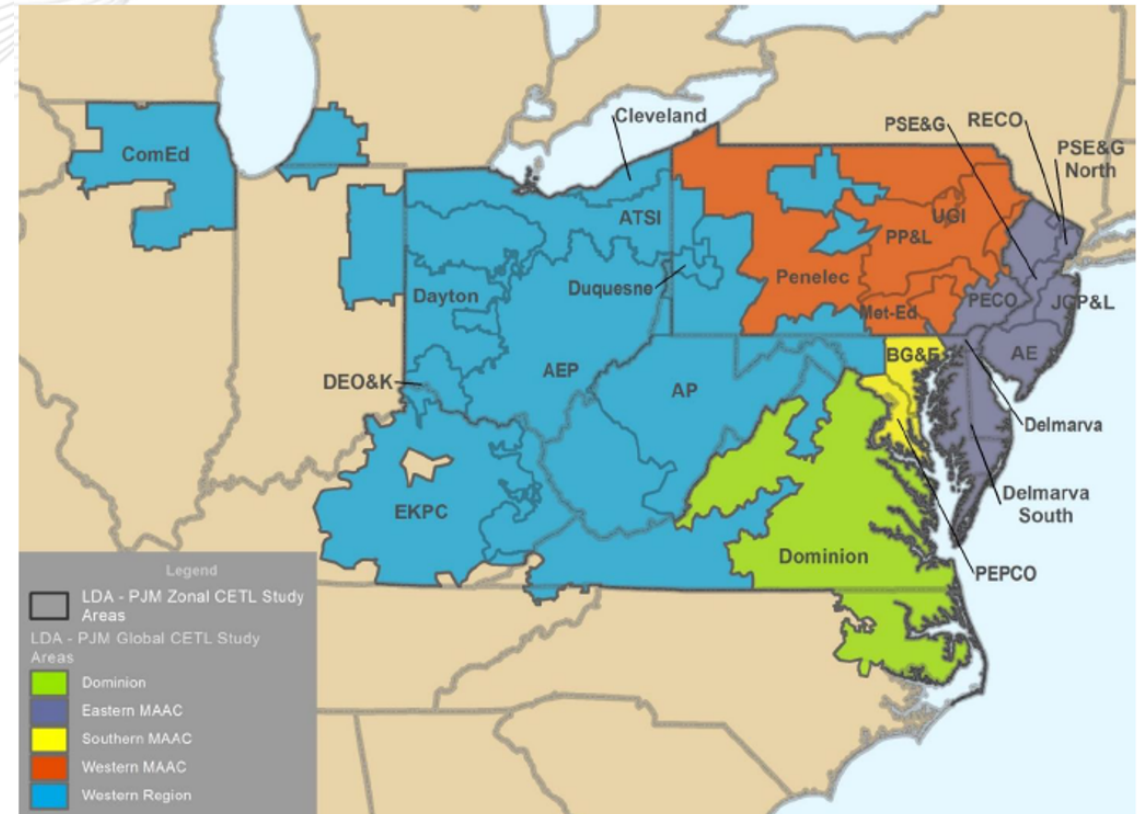 Cleveland
PSE&G
RECO
PSE&G
North
ComEd
ATSI
UGI
PP&L
Duquesne
Penelec
Dayton
PECO
JCP&L
Met-Ed
BG&E
AE
DEO&K
AEP
AP
Delmarva
EKPC
Delmarva
South
Dominion
PEPCO
Legend
LDA - PJM Zonal CETL Study
Areas
LDA - PJM Global CETL Study
Areas
Dominion
Eastern MAAC
Southern MAAC
Western MAAC
Western Region